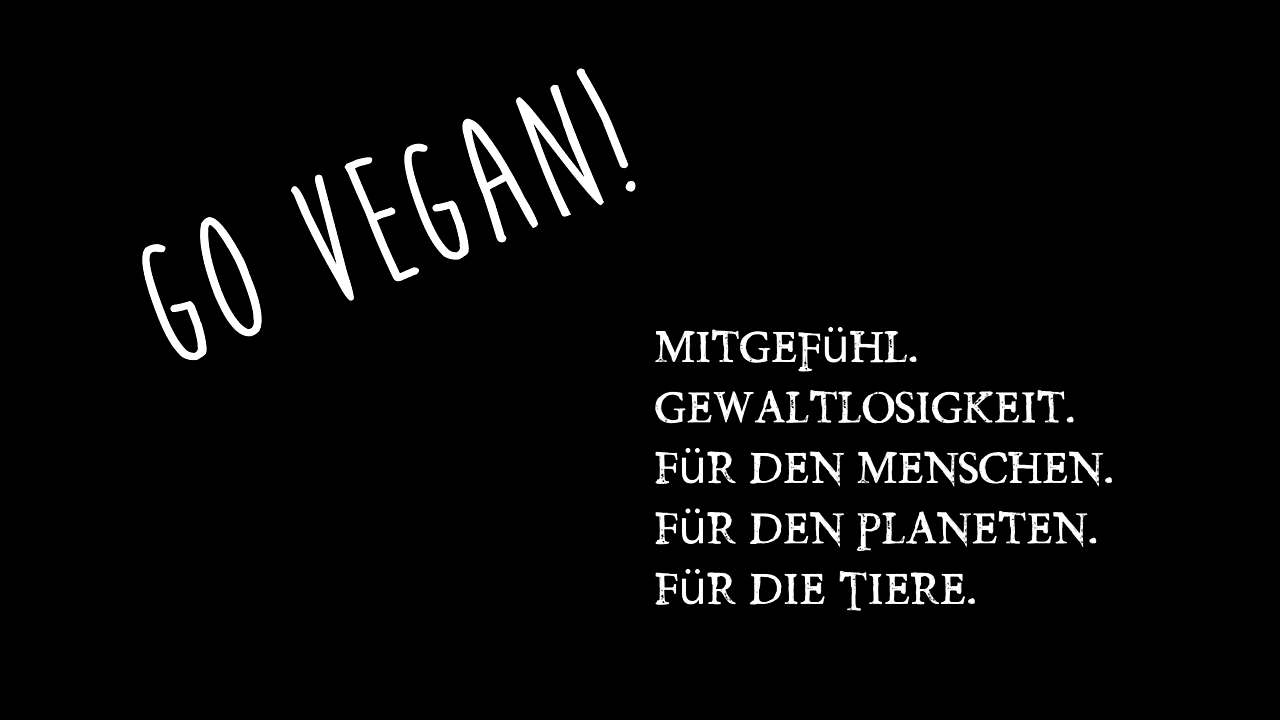 GO VEGAN!
MITGEFÜHL.
GEWALTLOSIGKEIT.
FÜR DEN MENSCHEN.
FÜR DEN PLANETEN.
FÜR DIE TIERE.